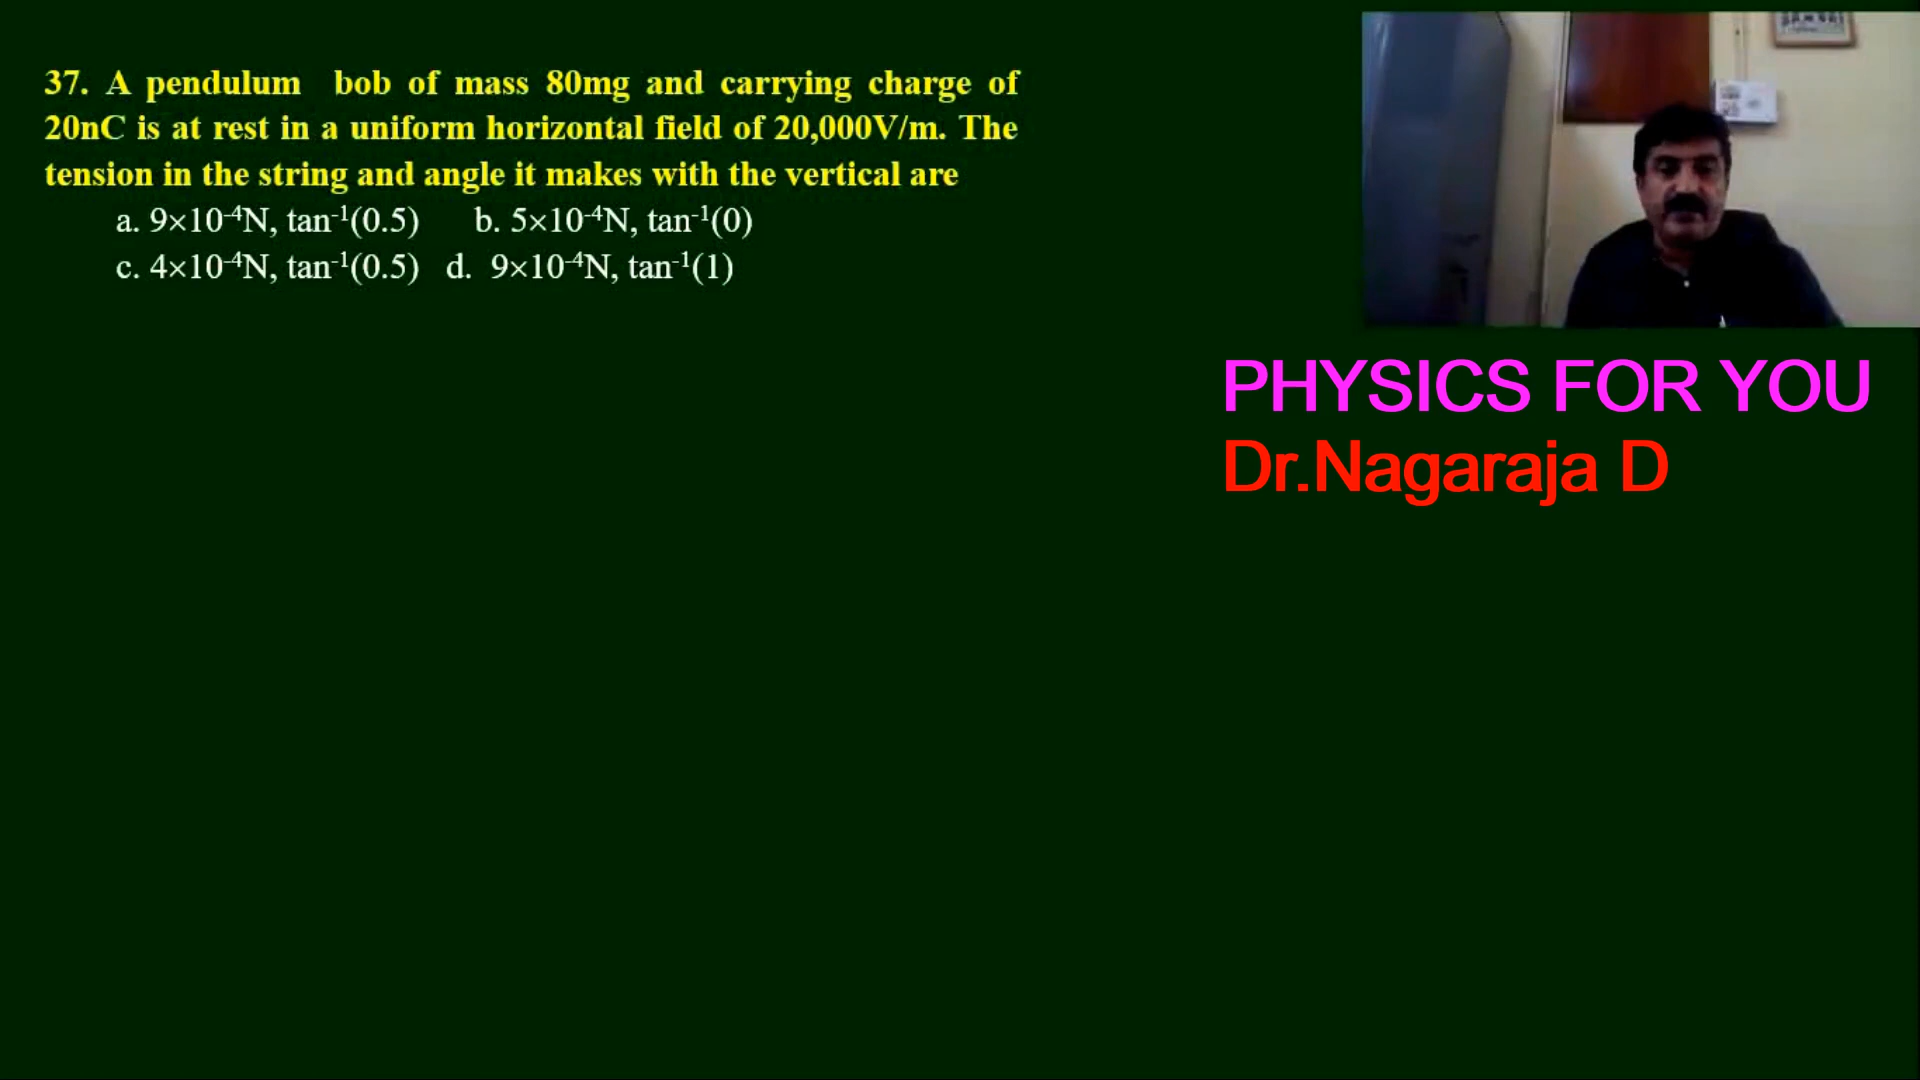 37. A pendulum bob of mass 80mg and carrying charge of
20nC is at rest in a uniform horizontal field of 20,000V/m. The
tension in the string and angle it makes with the vertical are
a. 9×10⁻⁴N, tan⁻¹(0.5) b. 5×10⁻⁴N, tan⁻¹(0)
c. 4×10⁻⁴N, tan⁻¹(0.5) d. 9×10⁻⁴N, tan⁻¹(1)
PHYSICS FOR YOU
Dr.Nagaraja D